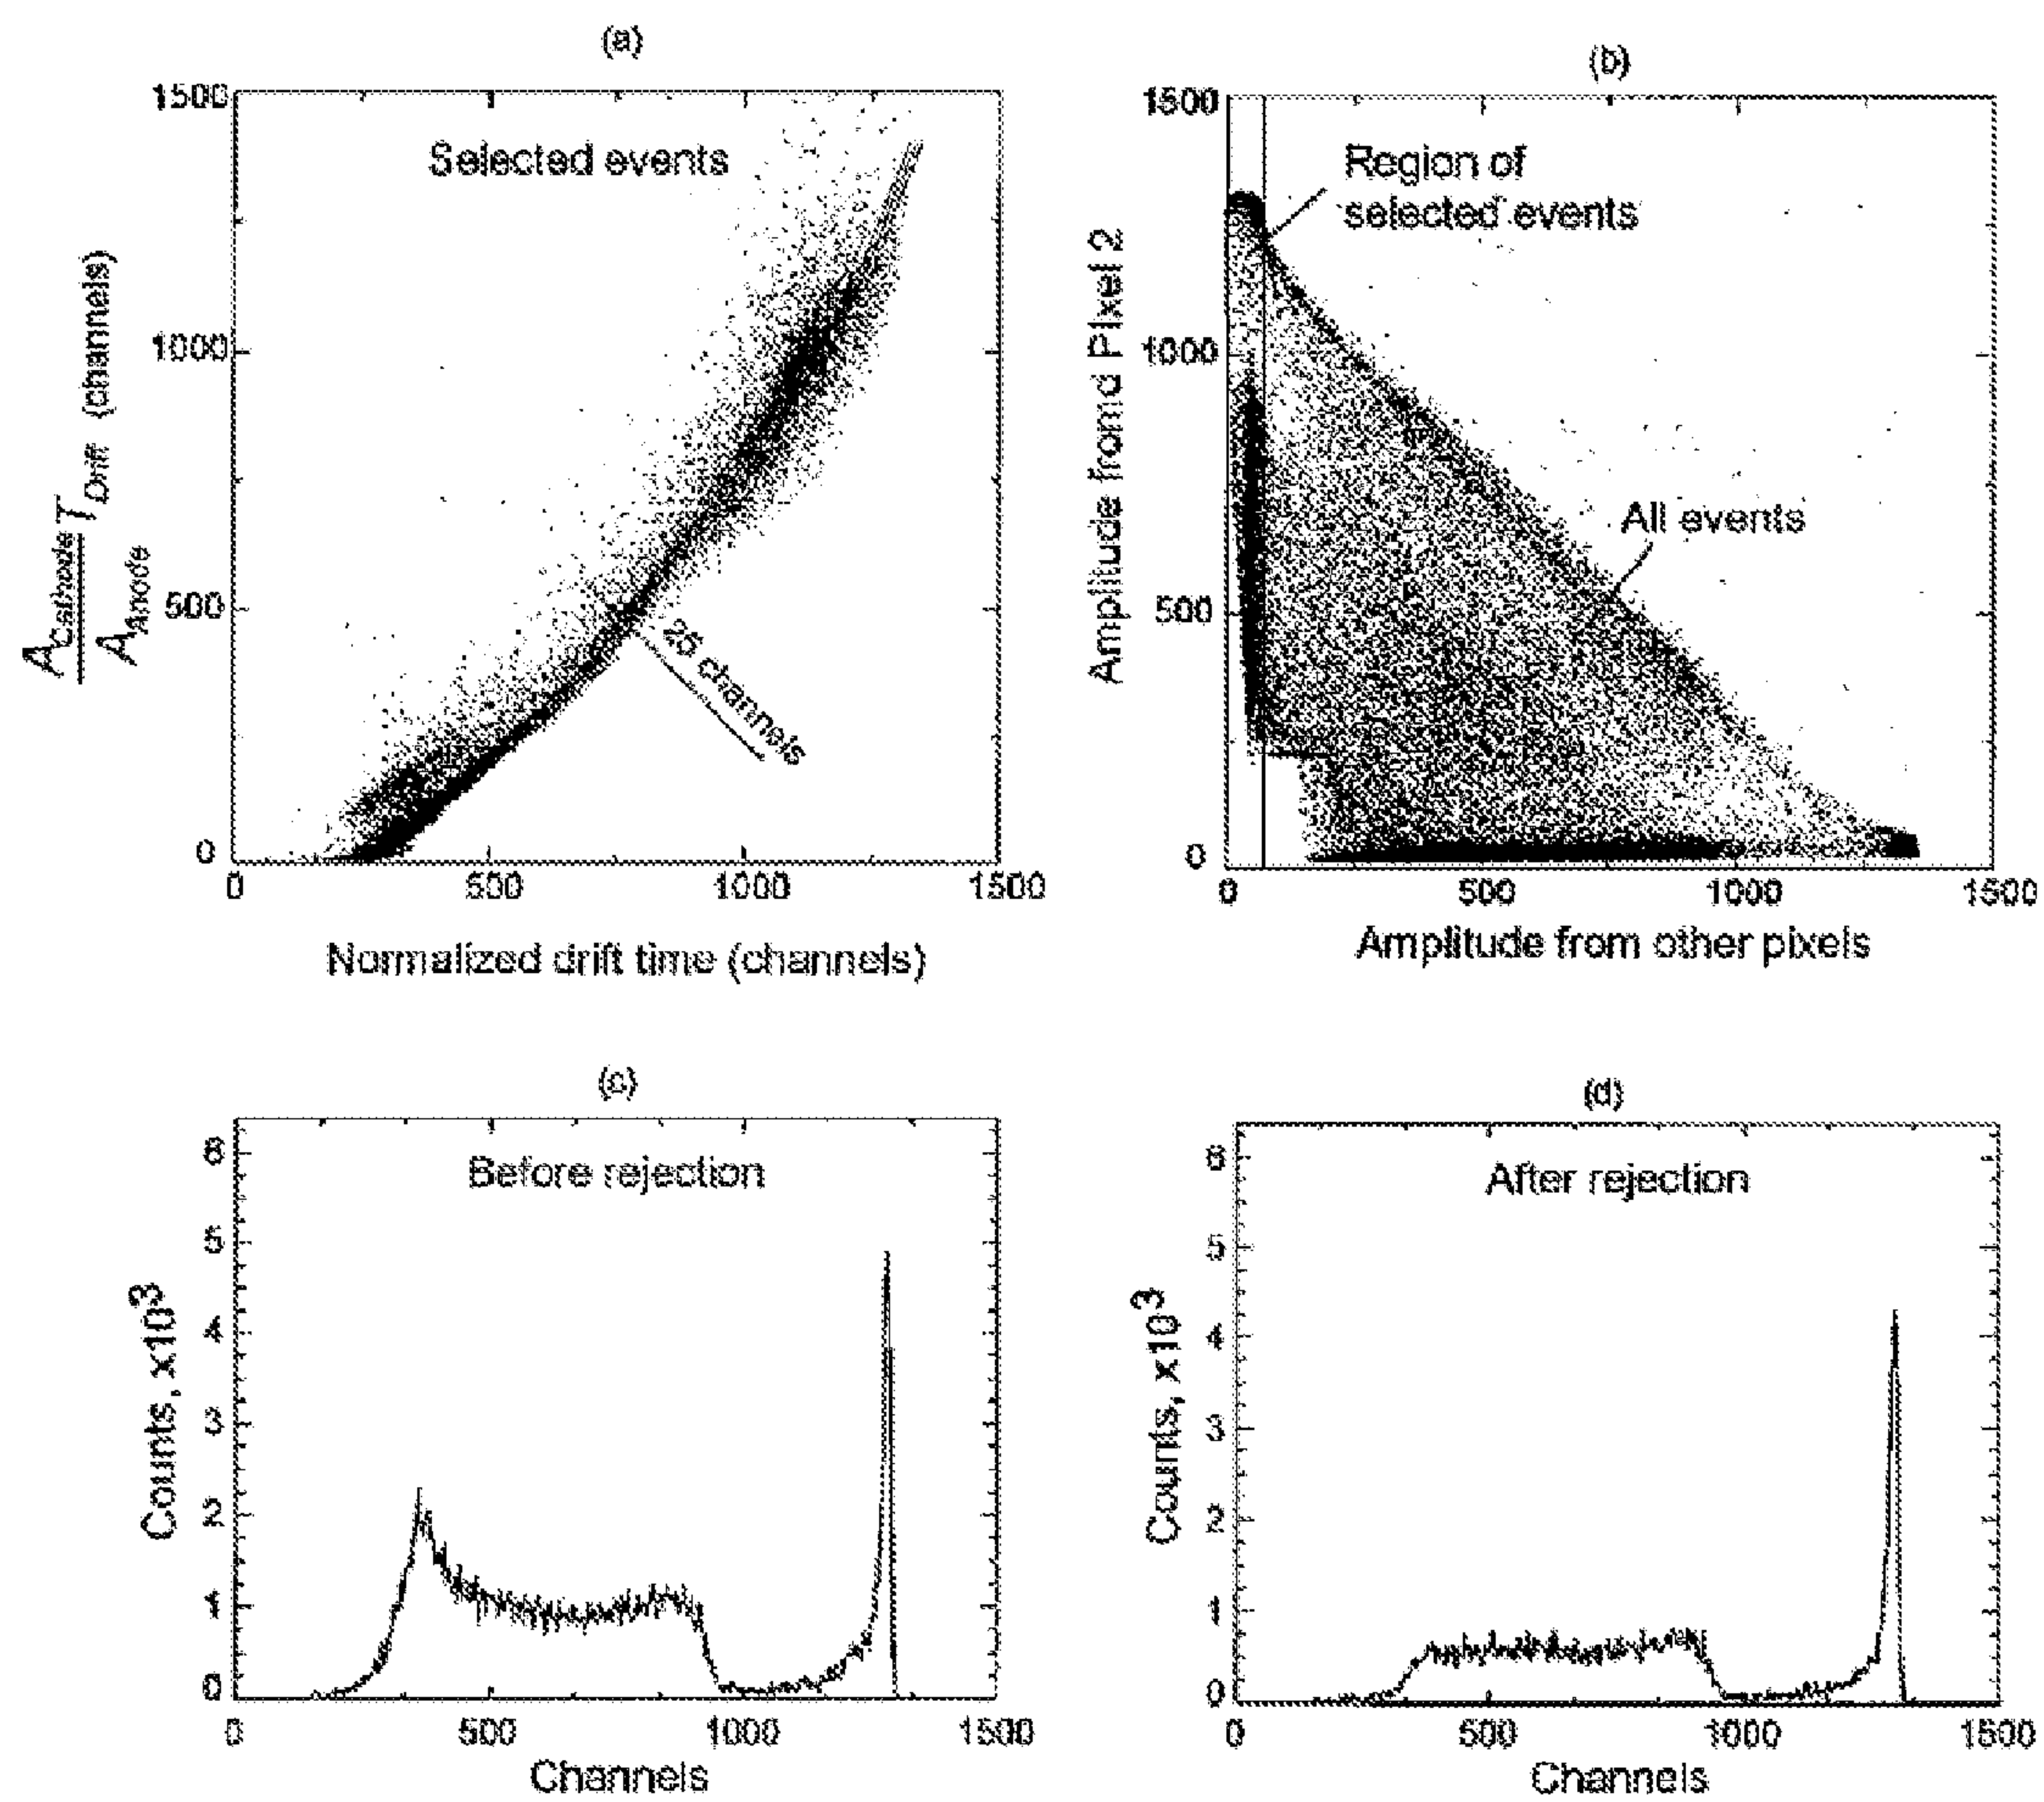 (a)
1500
1000
500
0
Selected events
25 channels
A_Cathode T_Drift (channels)
A_Anode
0 500 1000 1500
Normalized drift time (channels)
(b)
1500
1000
500
0
Region of
selected events
All events
Amplitude fromd Pixel 2
0 500 1000 1500
Amplitude from other pixels
(c)
6
5
4
3
2
1
0
Before rejection
Counts, x10^3
0 500 1000 1500
Channels
(d)
6
5
4
3
2
1
0
After rejection
Counts, x10^3
0 500 1000 1500
Channels